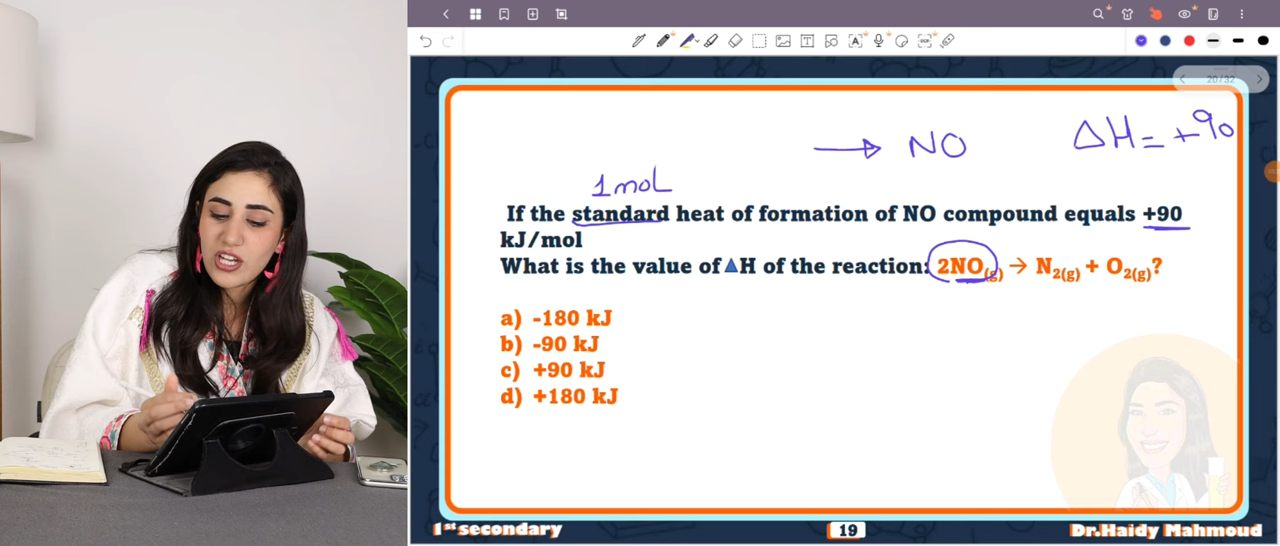 20/32
→ NO ΔH = +90
1 mol
If the standard heat of formation of NO compound equals +90
kJ/mol
What is the value of ΔH of the reaction: 2NO(g) → N₂(g) + O₂(g)?
a) -180 kJ
b) -90 kJ
c) +90 kJ
d) +180 kJ
1st secondary 19 Dr.Haidy Mahmoud